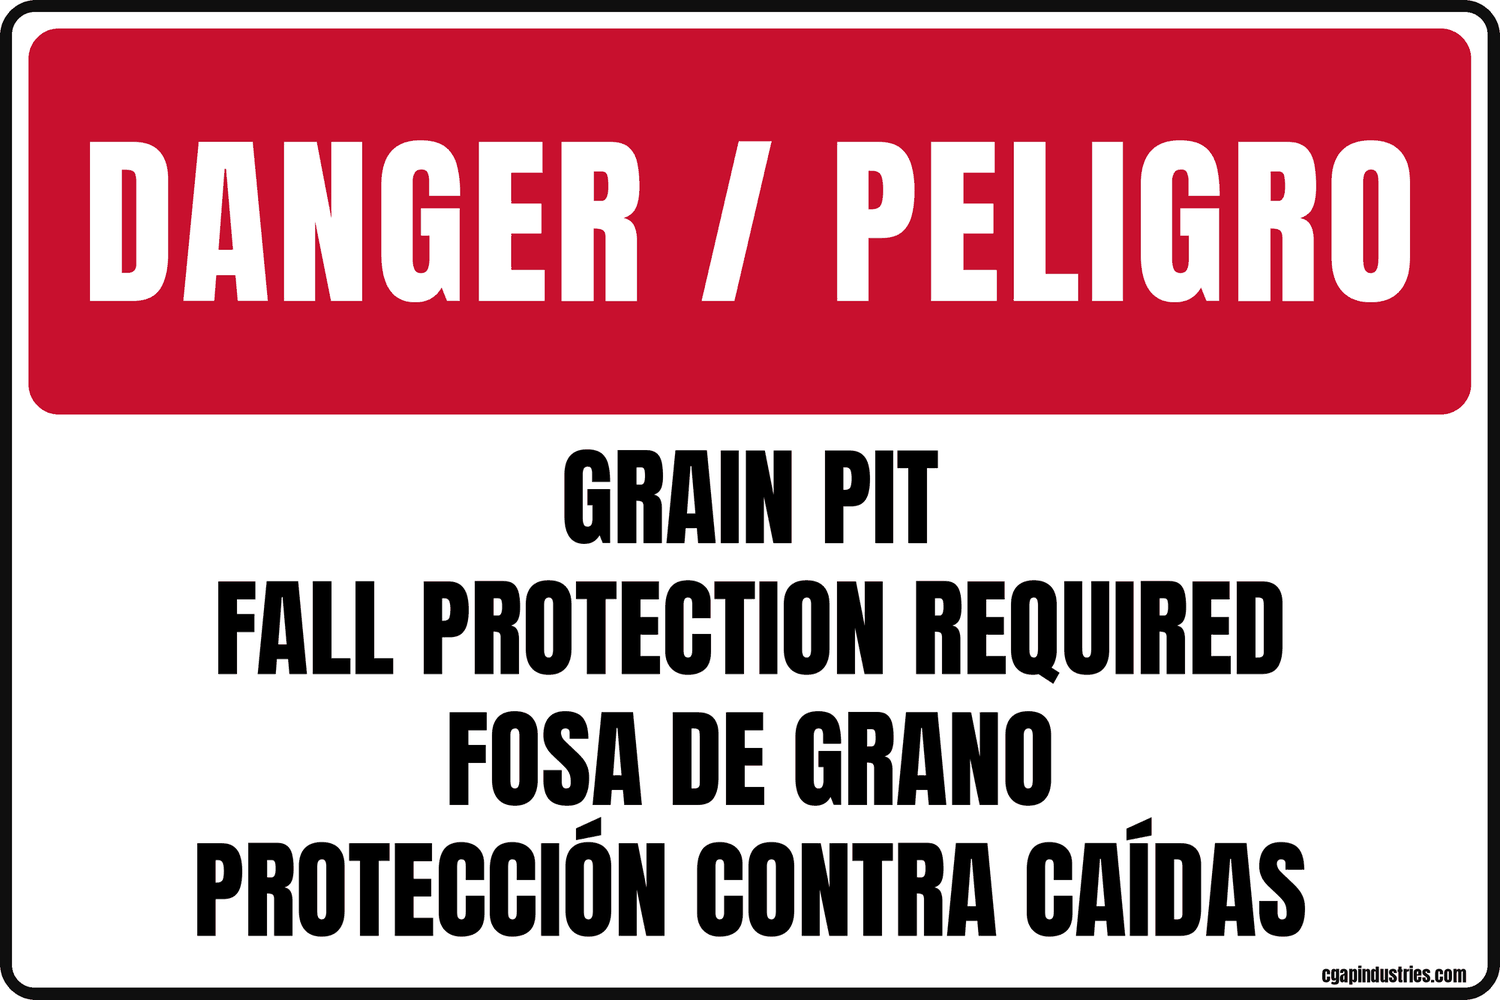 DANGER / PELIGRO
GRAIN PIT
FALL PROTECTION REQUIRED
FOSA DE GRANO
PROTECCIÓN CONTRA CAÍDAS
cgapindustries.com